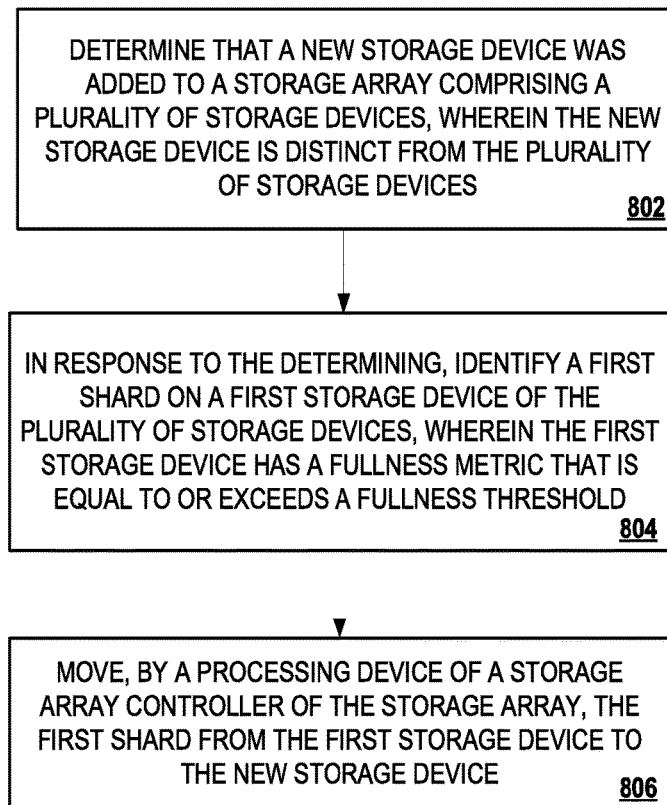 DETERMINE THAT A NEW STORAGE DEVICE WAS
ADDED TO A STORAGE ARRAY COMPRISING A
PLURALITY OF STORAGE DEVICES, WHEREIN THE NEW
STORAGE DEVICE IS DISTINCT FROM THE PLURALITY
OF STORAGE DEVICES
802
IN RESPONSE TO THE DETERMINING, IDENTIFY A FIRST
SHARD ON A FIRST STORAGE DEVICE OF THE
PLURALITY OF STORAGE DEVICES, WHEREIN THE FIRST
STORAGE DEVICE HAS A FULLNESS METRIC THAT IS
EQUAL TO OR EXCEEDS A FULLNESS THRESHOLD
804
MOVE, BY A PROCESSING DEVICE OF A STORAGE
ARRAY CONTROLLER OF THE STORAGE ARRAY, THE
FIRST SHARD FROM THE FIRST STORAGE DEVICE TO
THE NEW STORAGE DEVICE
806